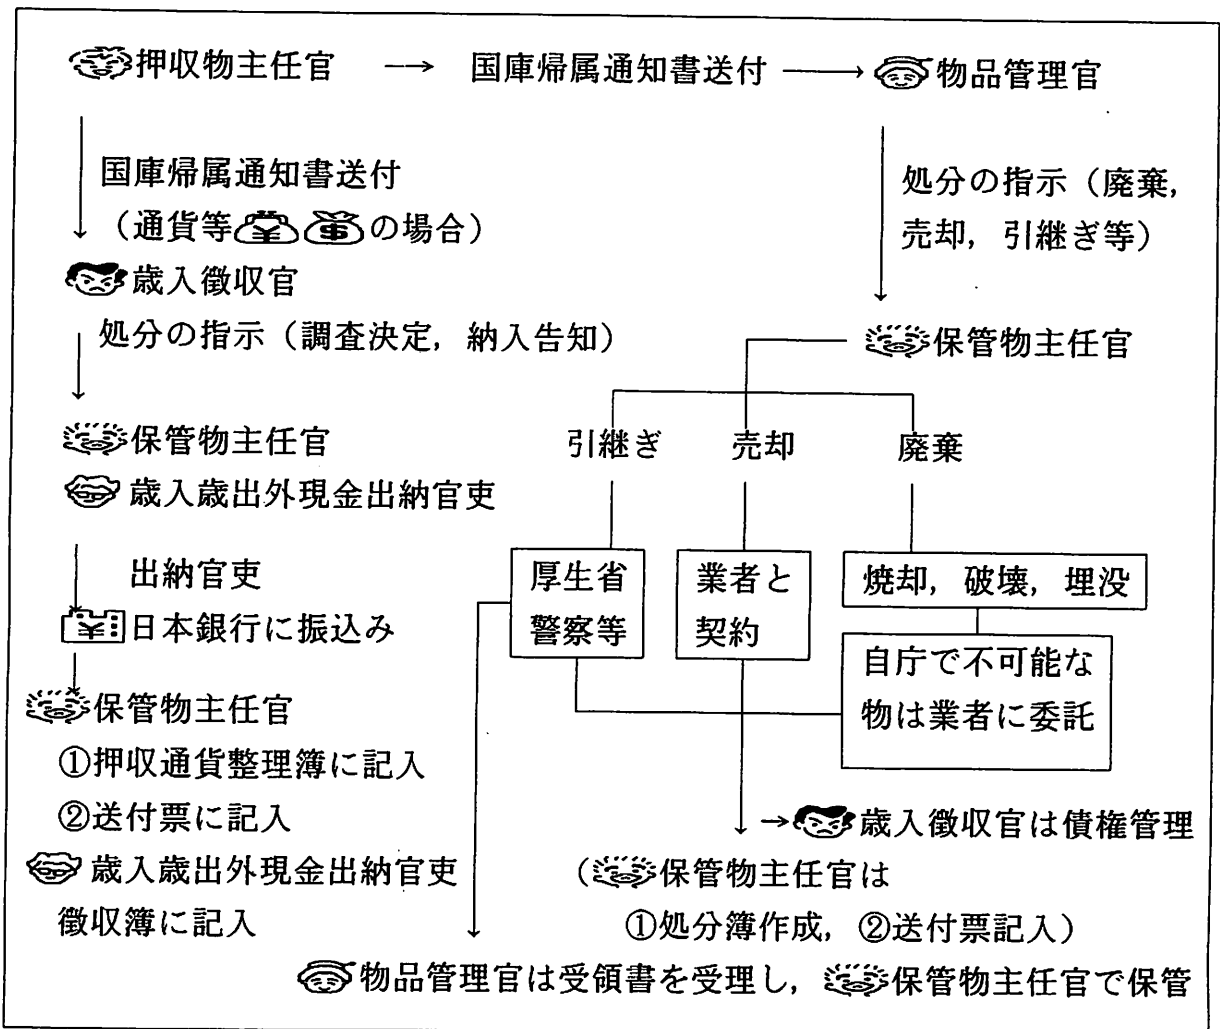 押収物主任官 → 国庫帰属通知書送付 → 物品管理官
国庫帰属通知書送付
（通貨等の場合）
歳入徴収官
処分の指示（調査決定，納入告知）
保管物主任官
歳入歳出外現金出納官吏
出納官吏
日本銀行に振込み
保管物主任官
①押収通貨整理簿に記入
②送付票に記入
歳入歳出外現金出納官吏
徴収簿に記入
処分の指示（廃棄，
売却，引継ぎ等）
保管物主任官
引継ぎ 売却 廃棄
厚生省
警察等
業者と
契約
焼却，破壊，埋没
自庁で不可能な
物は業者に委託
→歳入徴収官は債権管理
（保管物主任官は
①処分簿作成，②送付票記入）
物品管理官は受領書を受理し，保管物主任官で保管